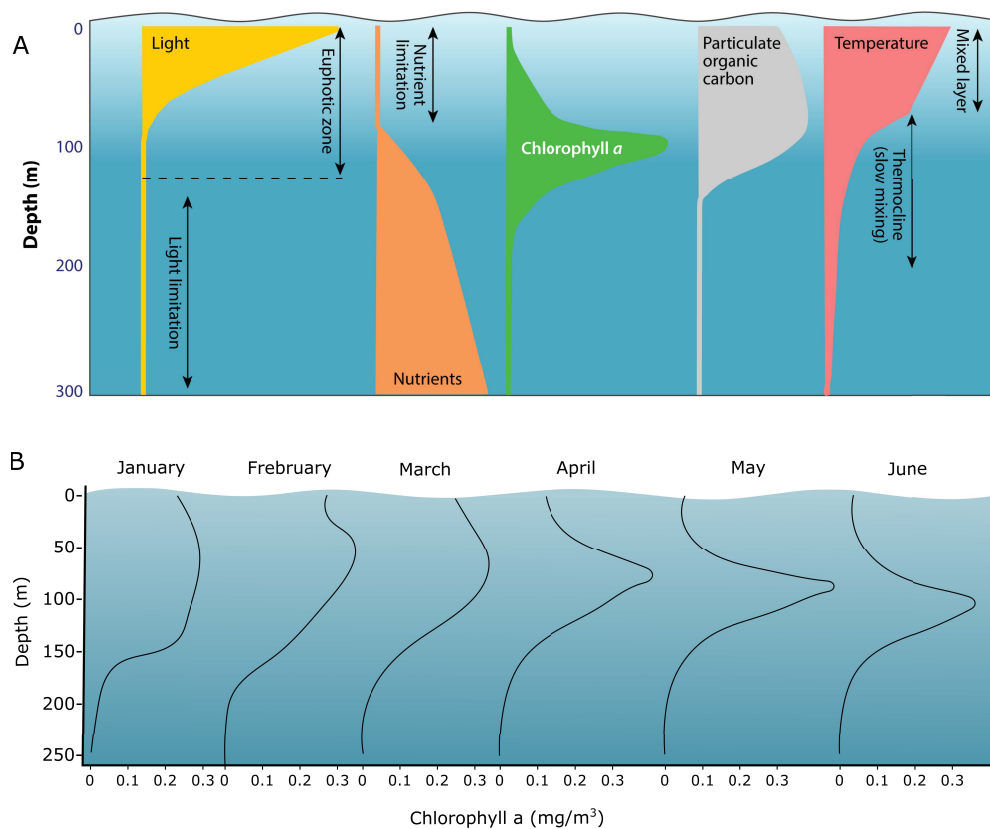 A
Depth (m)
0
100
200
300
Light
Euphotic zone
Light limitation
Nutrient
limitation
Nutrients
Chlorophyll a
Particulate
organic
carbon
Temperature
Mixed layer
Thermocline
(slow mixing)
B
January
Frebruary
March
April
May
June
Depth (m)
0
50
100
150
200
250
0 0.1 0.2 0.3 0 0.1 0.2 0.3 0 0.1 0.2 0.3 0 0.1 0.2 0.3 0 0.1 0.2 0.3 0 0.1 0.2 0.3
Chlorophyll a (mg/m³)